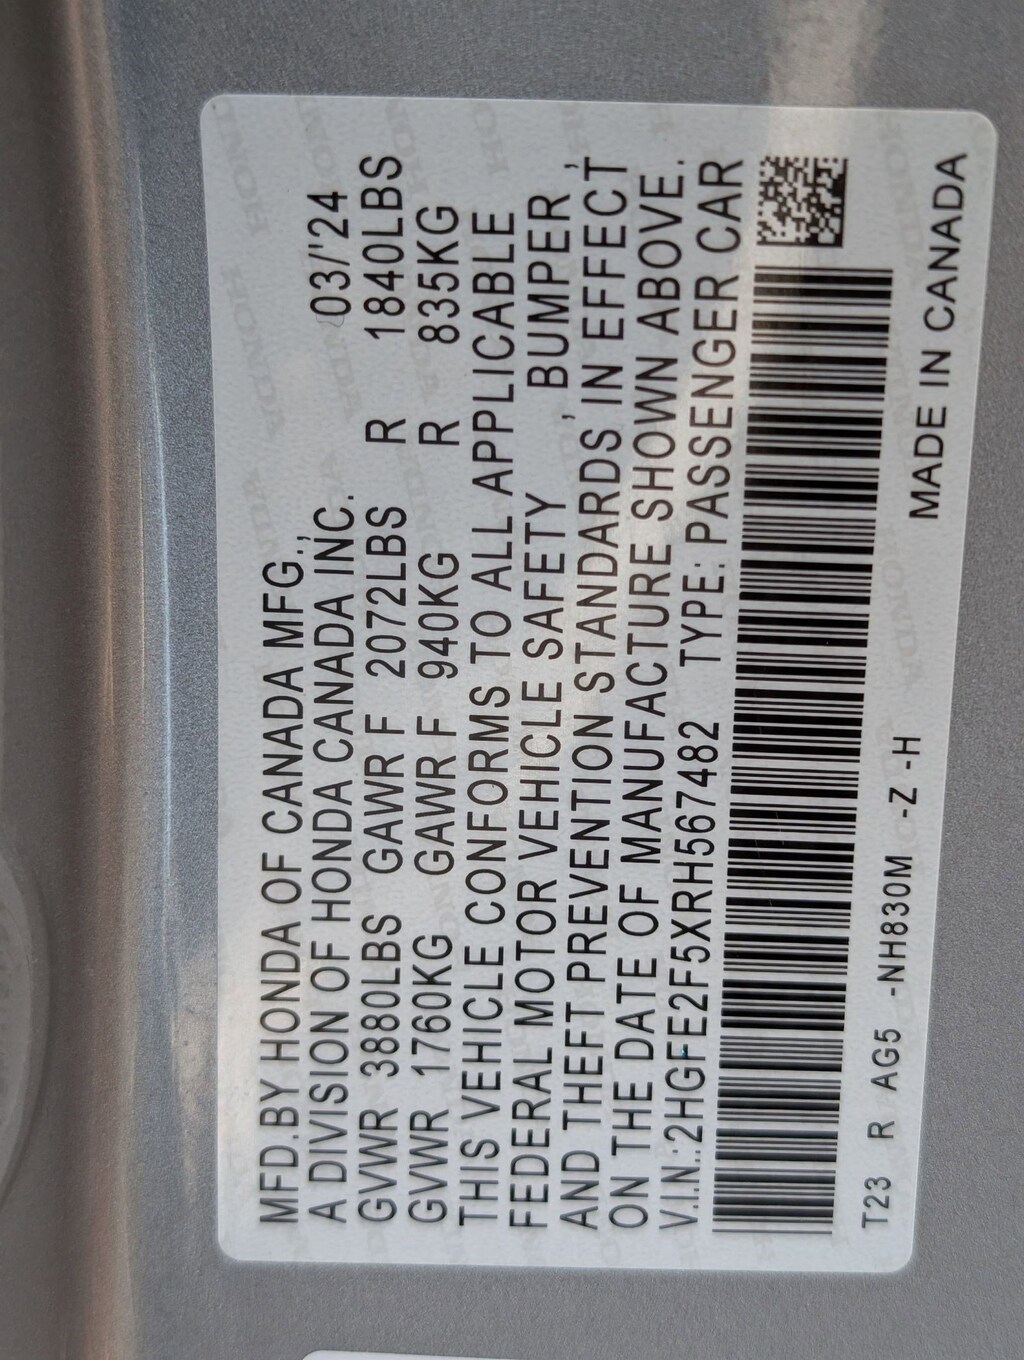 MFD.BY HONDA OF CANADA MFG.,
A DIVISION OF HONDA CANADA INC. 03/'24
GVWR 3880LBS GAWR F 2072LBS R 1840LBS
GVWR 1760KG GAWR F 940KG R 835KG
THIS VEHICLE CONFORMS TO ALL APPLICABLE
FEDERAL MOTOR VEHICLE SAFETY , BUMPER ,
AND THEFT PREVENTION STANDARDS IN EFFECT
ON THE DATE OF MANUFACTURE SHOWN ABOVE.
V.I.N.:2HGFE2F5XRH567482 TYPE: PASSENGER CAR
T23 R AG5 -NH830M -Z -H MADE IN CANADA